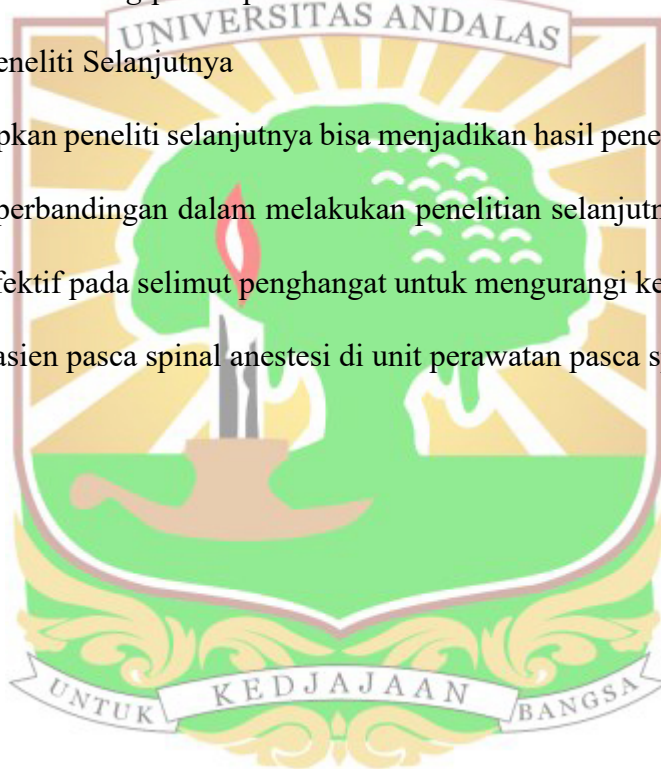 UNIVERSITAS ANDALAS
eneliti Selanjutnya
pkan peneliti selanjutnya bisa menjadikan hasil pene
perbandingan dalam melakukan penelitian selanjutn
fektif pada selimut penghangat untuk mengurangi ke
asien pasca spinal anestesi di unit perawatan pasca s
UNTUK KEDJAJAAN BANGSA